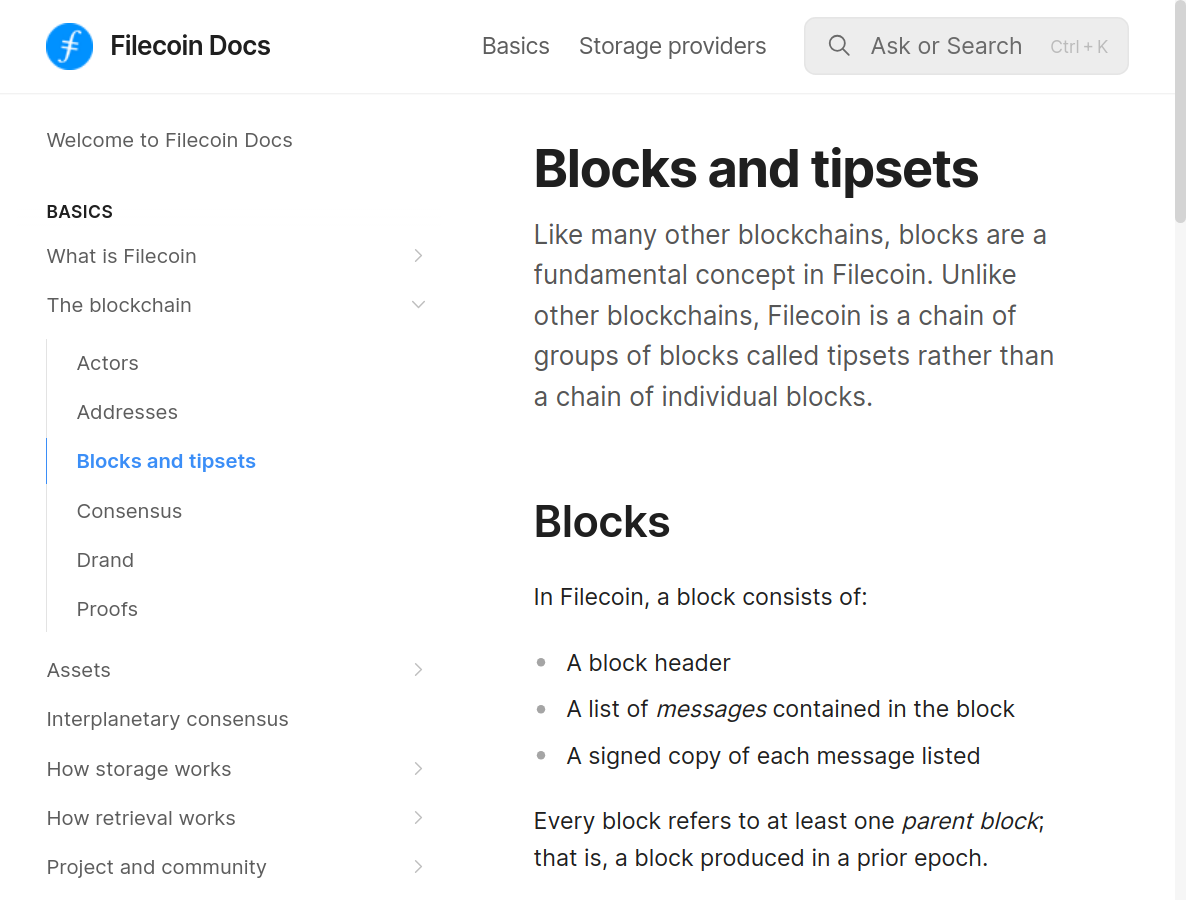 Filecoin Docs
Basics
Storage providers
Ask or Search
Ctrl + K
Welcome to Filecoin Docs
BASICS
What is Filecoin
The blockchain
Actors
Addresses
Blocks and tipsets
Consensus
Drand
Proofs
Assets
Interplanetary consensus
How storage works
How retrieval works
Project and community
Blocks and tipsets
Like many other blockchains, blocks are a
fundamental concept in Filecoin. Unlike
other blockchains, Filecoin is a chain of
groups of blocks called tipsets rather than
a chain of individual blocks.
Blocks
In Filecoin, a block consists of:
A block header
A list of messages contained in the block
A signed copy of each message listed
Every block refers to at least one parent block;
that is, a block produced in a prior epoch.